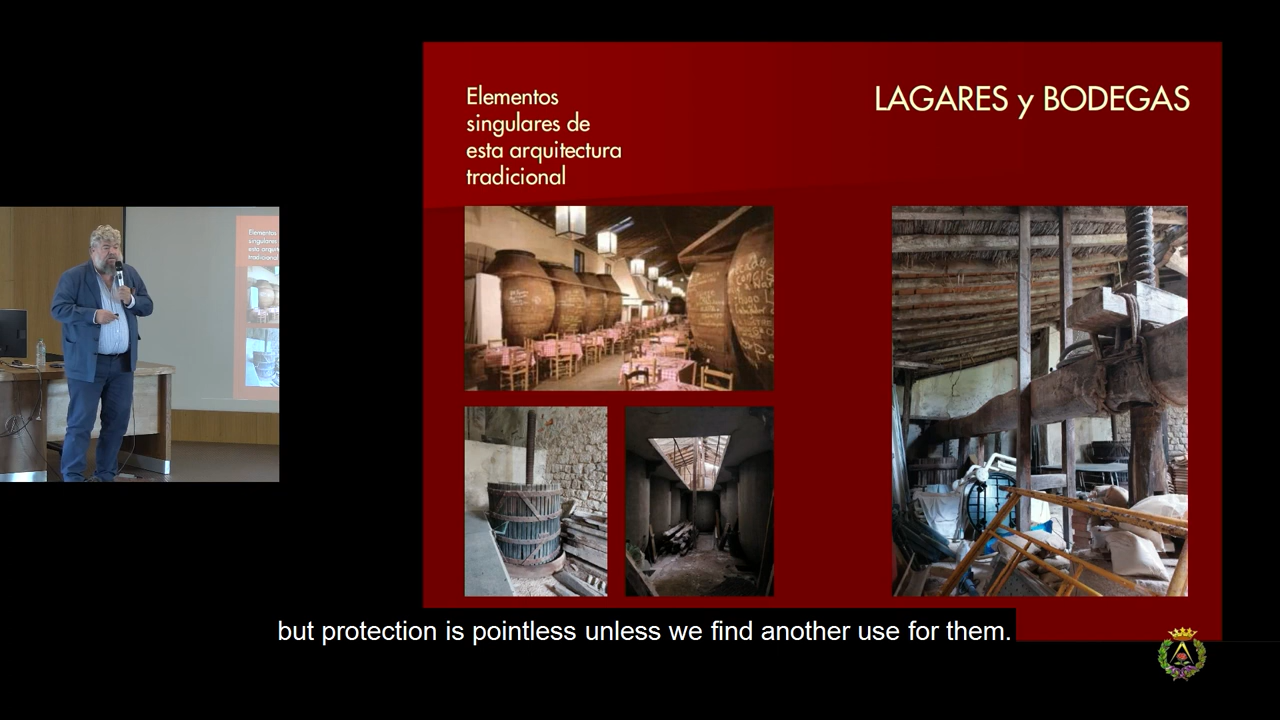 Elementos
singulares de
esta arquitectura
tradicional
LAGARES y BODEGAS
Elementos
but protection is pointless unless we find another use for them.